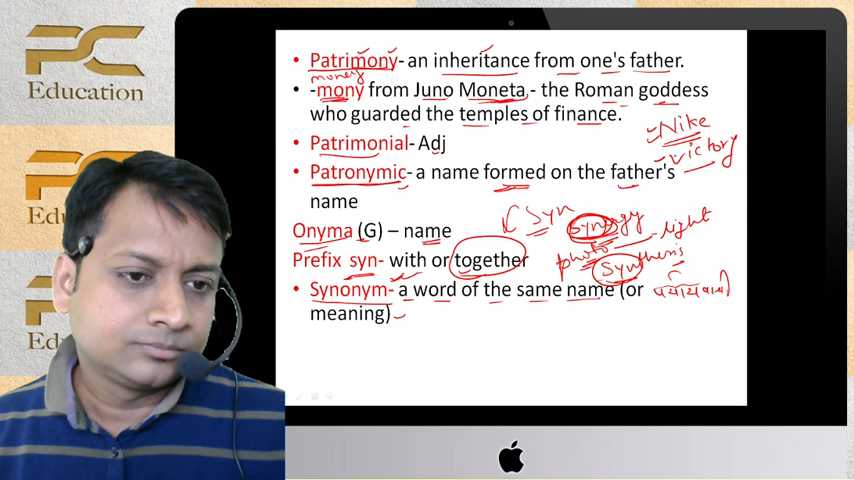 PC
Education
PC
Education
• Patrimony- an inheritance from one's father.
money
• -mony from Juno Moneta,- the Roman goddess
who guarded the temples of finance.
Nike
victory
• Patrimonial- Adj
• Patronymic- a name formed on the father's
name
Syn
Synergy
light
Onyma (G) – name
photo
Synthesis
Prefix syn- with or together
• Synonym- a word of the same name (or
पर्यायवाची
meaning)